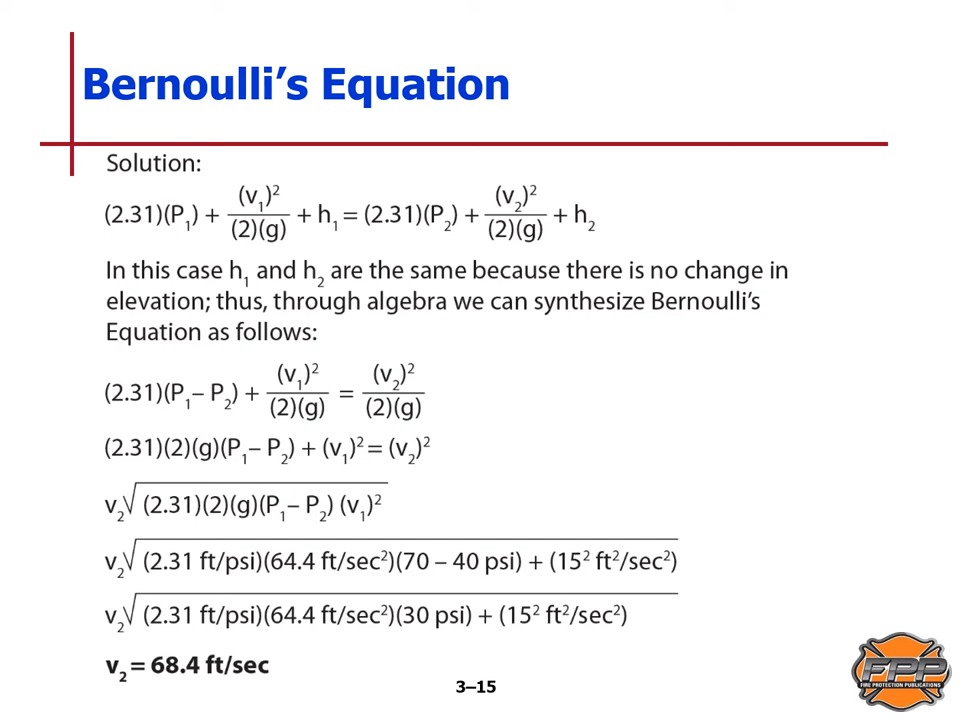 Bernoulli’s Equation
Solution:
(2.31)(P₁) + (v₁)²/(2)(g) + h₁ = (2.31)(P₂) + (v₂)²/(2)(g) + h₂
In this case h₁ and h₂ are the same because there is no change in
elevation; thus, through algebra we can synthesize Bernoulli’s
Equation as follows:
(2.31)(P₁– P₂) + (v₁)²/(2)(g) = (v₂)²/(2)(g)
(2.31)(2)(g)(P₁– P₂) + (v₁)² = (v₂)²
v₂√(2.31)(2)(g)(P₁– P₂) (v₁)²
v₂√(2.31 ft/psi)(64.4 ft/sec²)(70 – 40 psi) + (15² ft²/sec²)
v₂√(2.31 ft/psi)(64.4 ft/sec²)(30 psi) + (15² ft²/sec²)
v₂ = 68.4 ft/sec
3–15
FPP
FIRE PROTECTION PUBLICATIONS